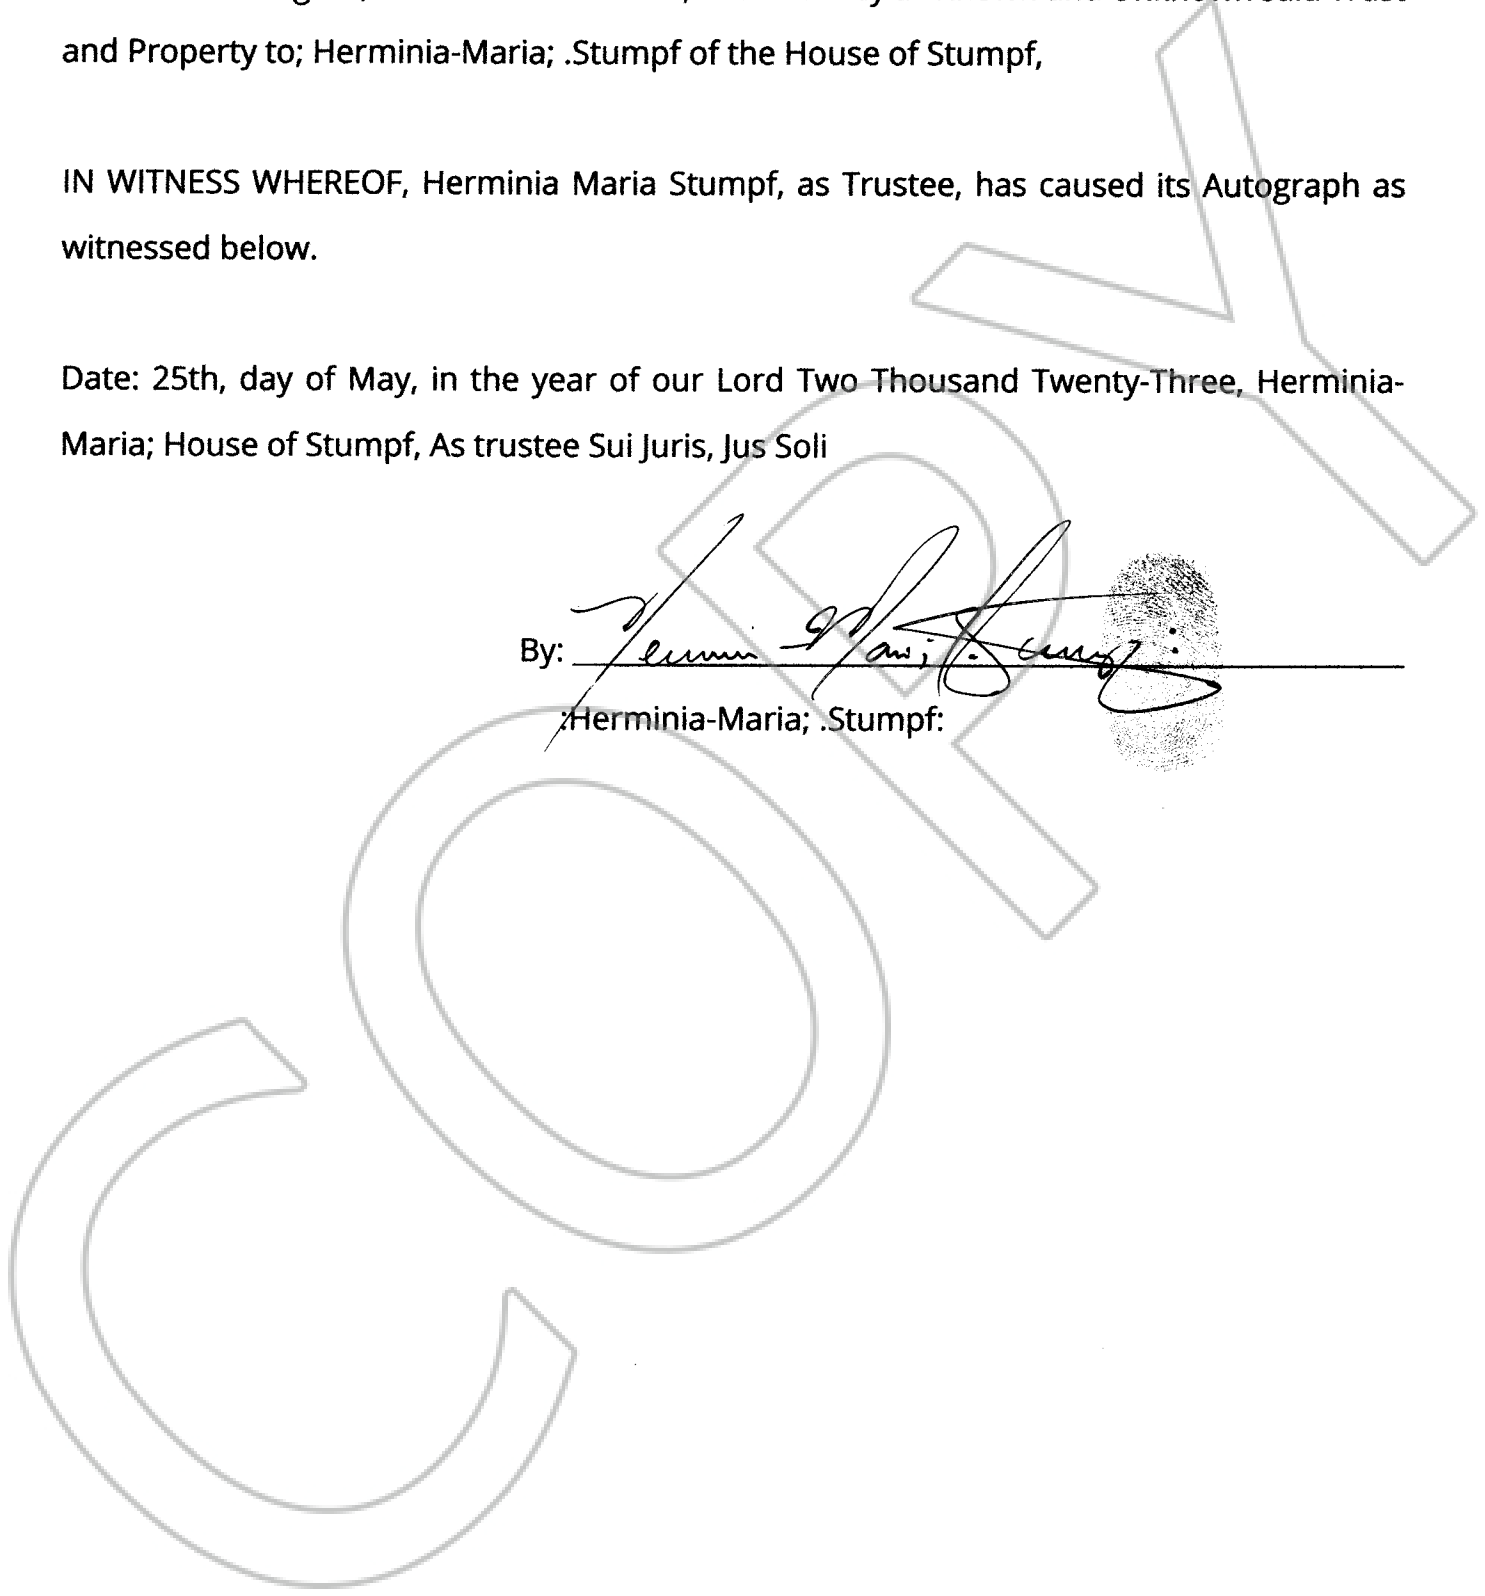 and Property to; Herminia-Maria; .Stumpf of the House of Stumpf,
IN WITNESS WHEREOF, Herminia Maria Stumpf, as Trustee, has caused its Autograph as
witnessed below.
Date: 25th, day of May, in the year of our Lord Two Thousand Twenty-Three, Herminia-
Maria; House of Stumpf, As trustee Sui Juris, Jus Soli
By:
:Herminia-Maria; .Stumpf:
COPY